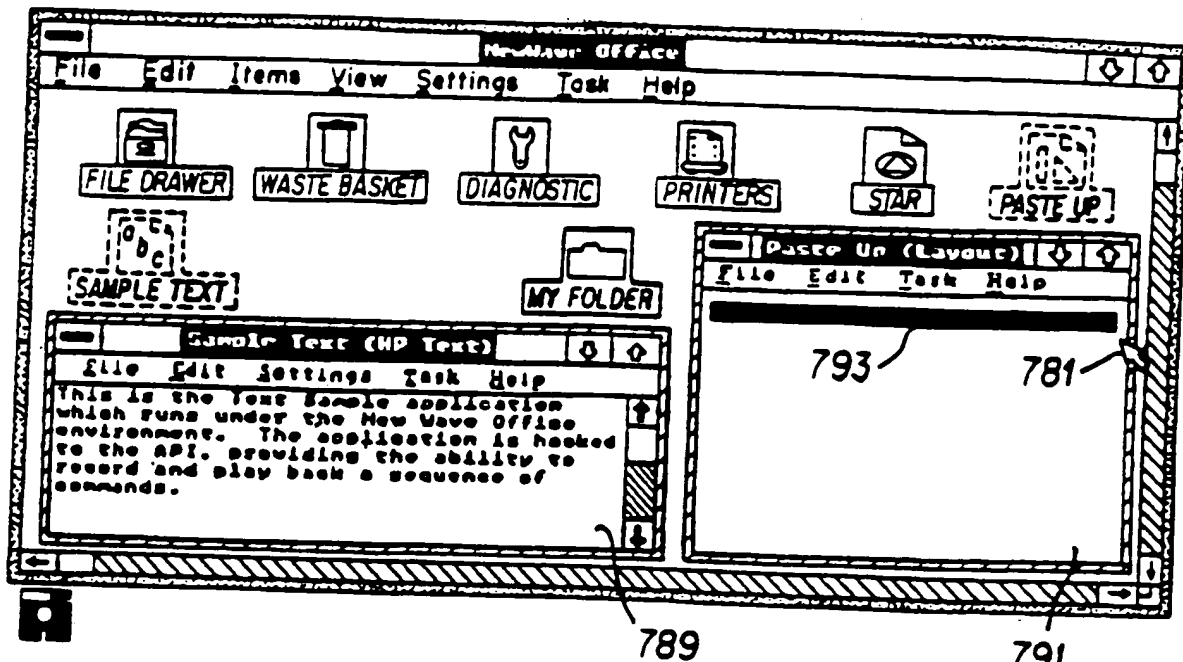 NewWave Office
File Edit Items View Settings Task Help
FILE DRAWER WASTE BASKET DIAGNOSTIC PRINTERS STAR PASTE UP
abc
SAMPLE TEXT MY FOLDER
Paste Up (Layout)
File Edit Task Help
793 781
Sample Text (HP Text)
File Edit Settings Task Help
This is the Text Sample application
which runs under the New Wave Office
environment. The application is hooked
to the API, providing the ability to
record and play back a sequence of
commands.
789 791